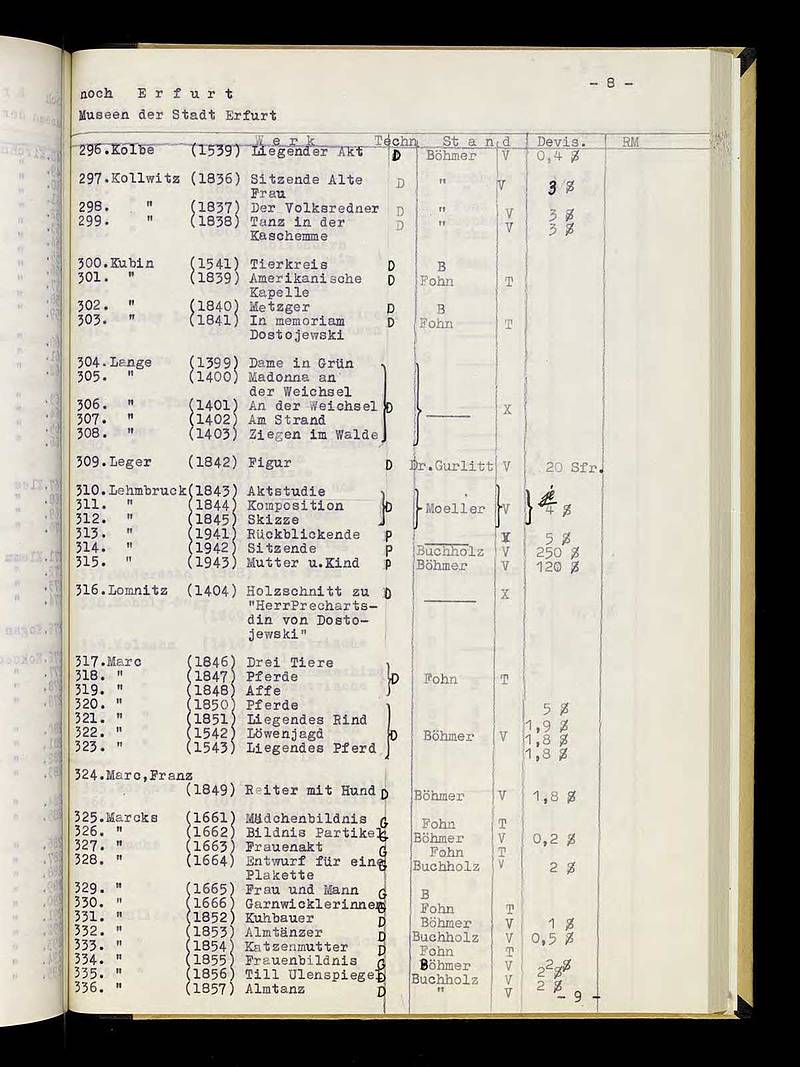 - 8 -
noch E r f u r t
Museen der Stadt Erfurt
W e r k Techn. S t a n d Devis. RM
296.Kolbe (1539) Liegender Akt D Böhmer V 0,4 $
297.Kollwitz (1836) Sitzende Alte D " V 3 $
Frau
298. " (1837) Der Volksredner D " V 3 $
299. " (1838) Tanz in der D " V 3 $
Kaschemme
300.Kubin (1541) Tierkreis D B
301. " (1839) Amerikanische D Fohn T
Kapelle
302. " (1840) Metzger D B
303. " (1841) In memoriam D Fohn T
Dostojewski
304.Lange (1399) Dame in Grün
305. " (1400) Madonna an
der Weichsel
306. " (1401) An der Weichsel D _____ X
307. " (1402) Am Strand
308. " (1403) Ziegen im Walde
309.Leger (1842) Figur D Dr.Gurlitt V 20 Sfr.
310.Lehmbruck(1843) Aktstudie
311. " (1844) Komposition D Moeller V 4 $
312. " (1845) Skizze
313. " (1941) Rückblickende P _____ X 5 $
314. " (1942) Sitzende P Buchholz V 250 $
315. " (1943) Mutter u.Kind P Böhmer V 120 $
316.Lomnitz (1404) Holzschnitt zu D _____ X
"HerrPrecharts-
din von Dosto-
jewski"
317.Marc (1846) Drei Tiere
318. " (1847) Pferde D Fohn T
319. " (1848) Affe
320. " (1850) Pferde 5 $
321. " (1851) Liegendes Rind 1,9 $
322. " (1542) Löwenjagd D Böhmer V 1,8 $
323. " (1543) Liegendes Pferd 1,8 $
324.Marc,Franz
(1849) Reiter mit Hund D Böhmer V 1,8 $
325.Marcks (1661) Mädchenbildnis G Fohn T
326. " (1662) Bildnis Partikel G Böhmer V 0,2 $
327. " (1663) Frauenakt G Fohn T
328. " (1664) Entwurf für eine G Buchholz V 2 $
Plakette
329. " (1665) Frau und Mann G B
330. " (1666) Garnwicklerinnen G Fohn T
331. " (1852) Kuhbauer D Böhmer V 1 $
332. " (1853) Almtänzer D Buchholz V 0,5 $
333. " (1854) Katzenmutter D Fohn T
334. " (1855) Frauenbildnis G Böhmer V 2 $
335. " (1856) Till Ulenspiegel D Buchholz V 2 $
336. " (1857) Almtanz D " V 2 $
- 9 -